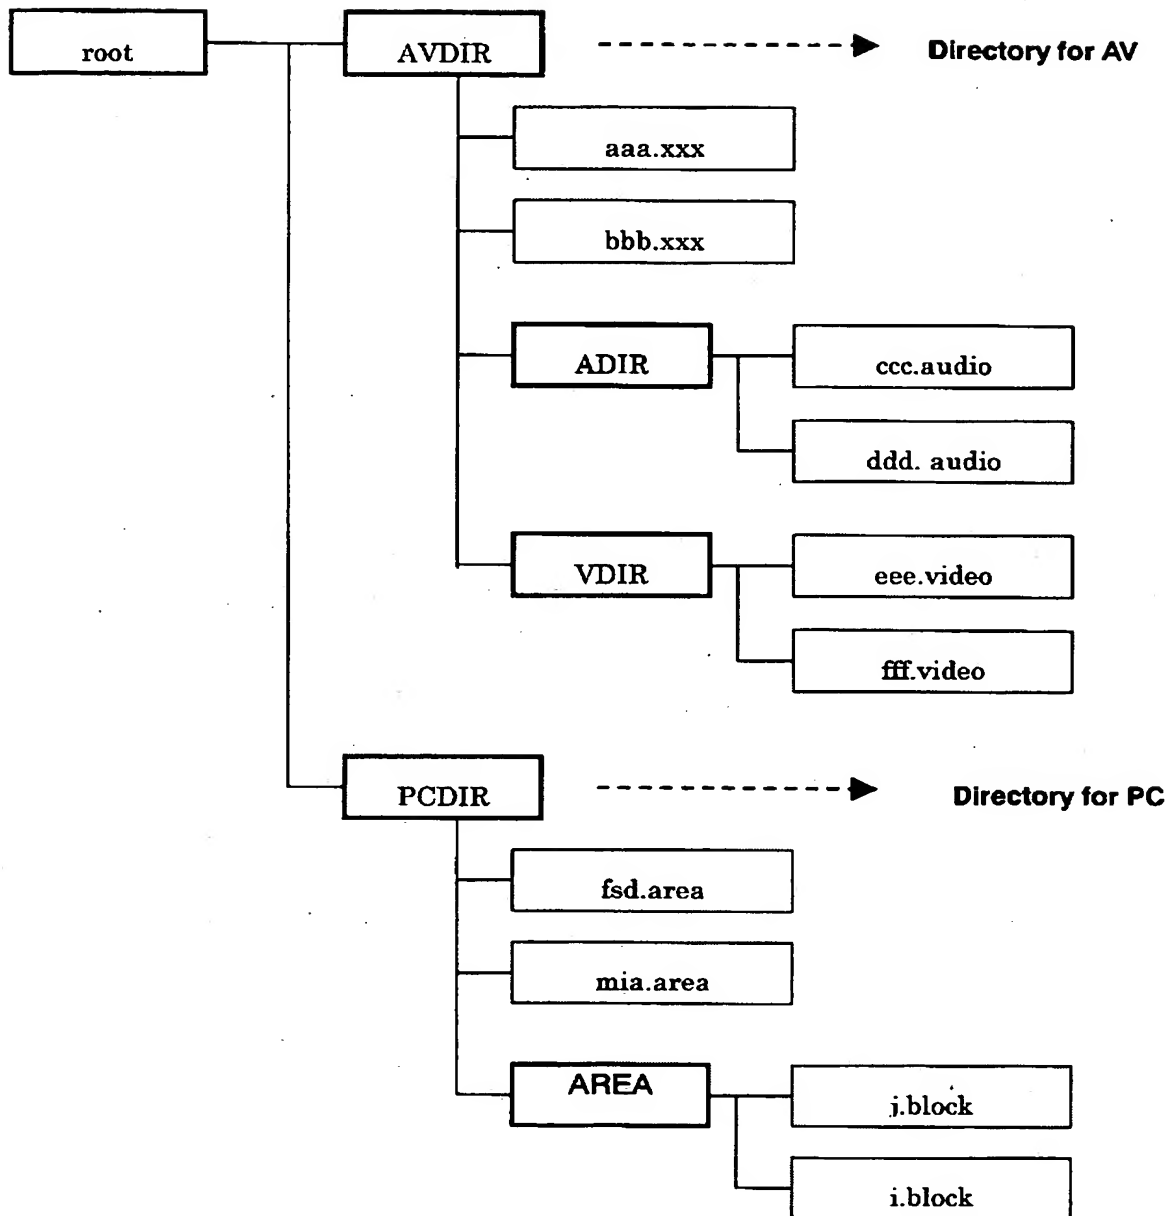 root
AVDIR
Directory for AV
aaa.xxx
bbb.xxx
ADIR
ccc.audio
ddd. audio
VDIR
eee.video
fff.video
PCDIR
Directory for PC
fsd.area
mia.area
AREA
j.block
i.block